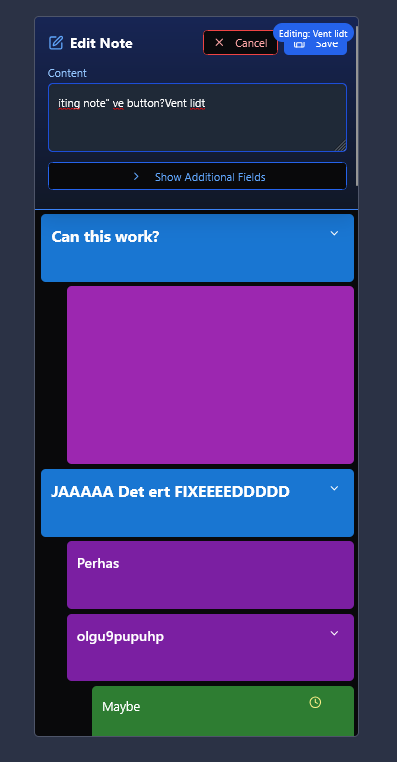 Edit Note
Cancel
Editing: Vent lidt
Save
Content
iting note" ve button?Vent lidt
Show Additional Fields
Can this work?
JAAAAA Det ert FIXEEEEDDDDD
Perhas
olgu9pupuhp
Maybe